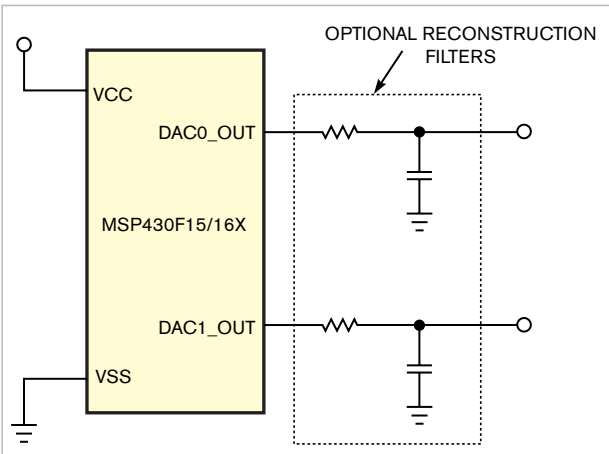 OPTIONAL RECONSTRUCTION
FILTERS
VCC
DAC0_OUT
MSP430F15/16X
DAC1_OUT
VSS